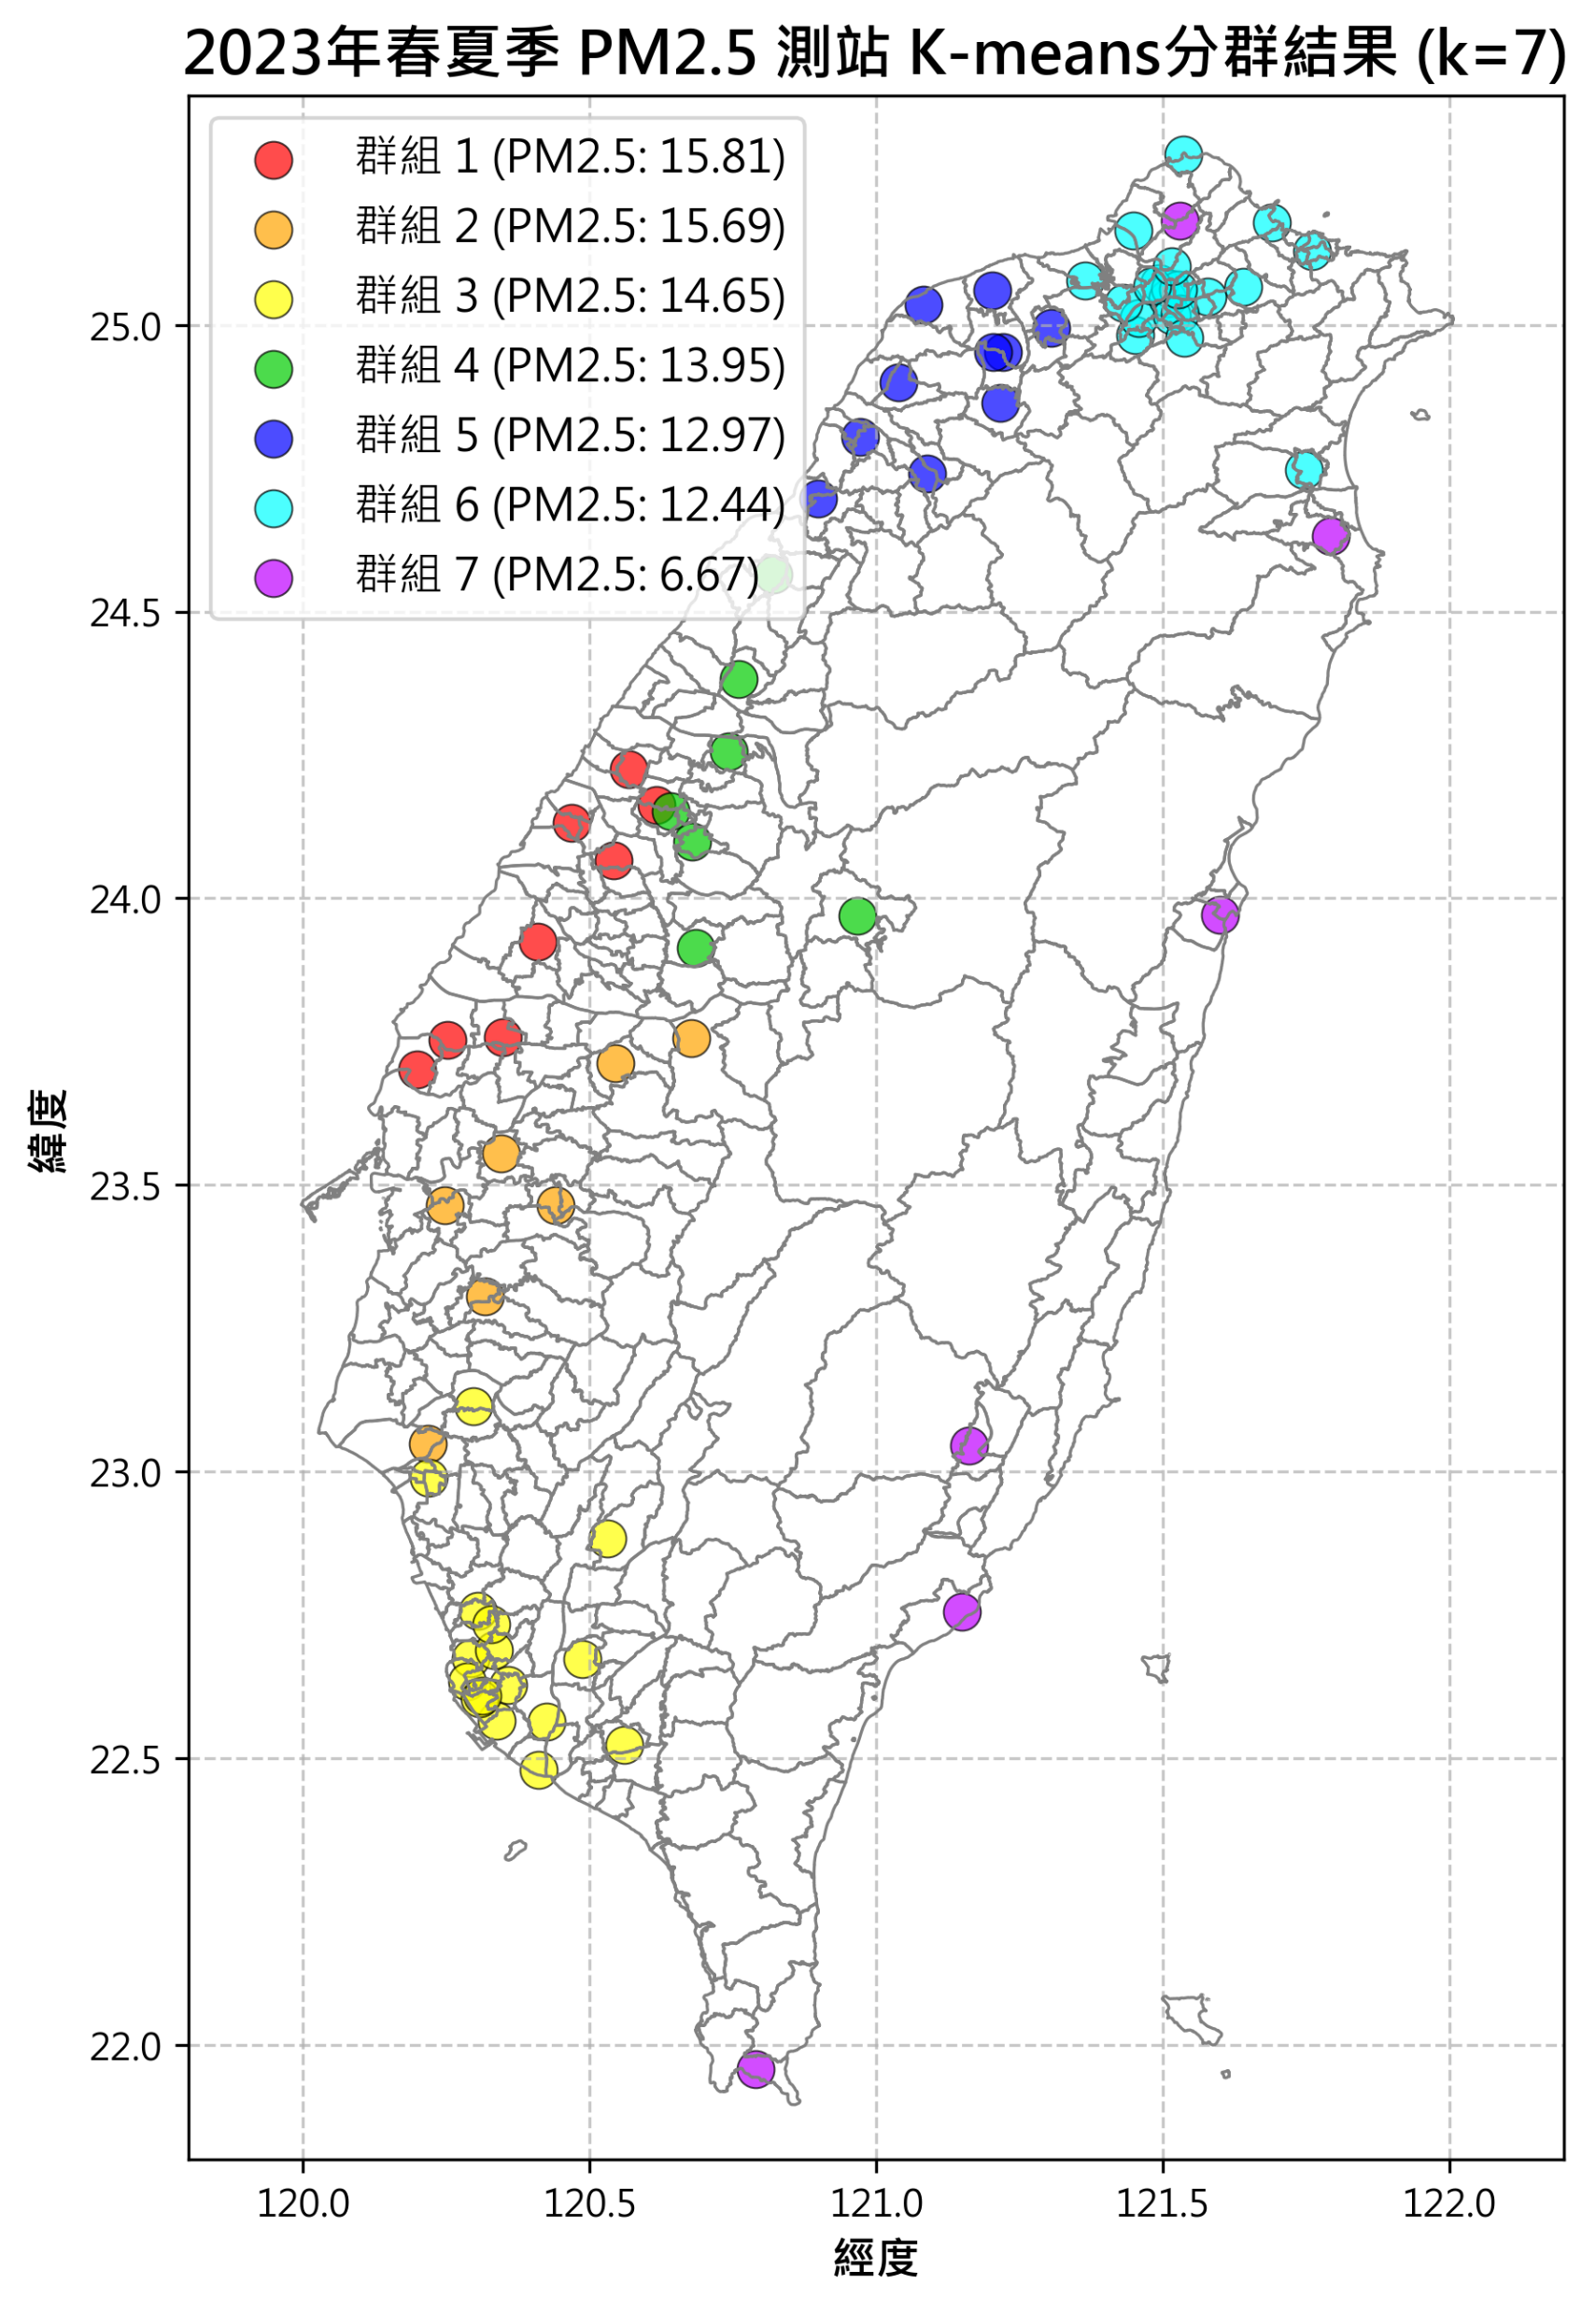 2023年春夏季 PM2.5 測站 K-means分群結果 (k=7)
群組 1 (PM2.5: 15.81)
群組 2 (PM2.5: 15.69)
群組 3 (PM2.5: 14.65)
群組 4 (PM2.5: 13.95)
群組 5 (PM2.5: 12.97)
群組 6 (PM2.5: 12.44)
群組 7 (PM2.5: 6.67)
25.0
24.5
24.0
23.5
23.0
22.5
22.0
緯度
120.0 120.5 121.0 121.5 122.0
經度